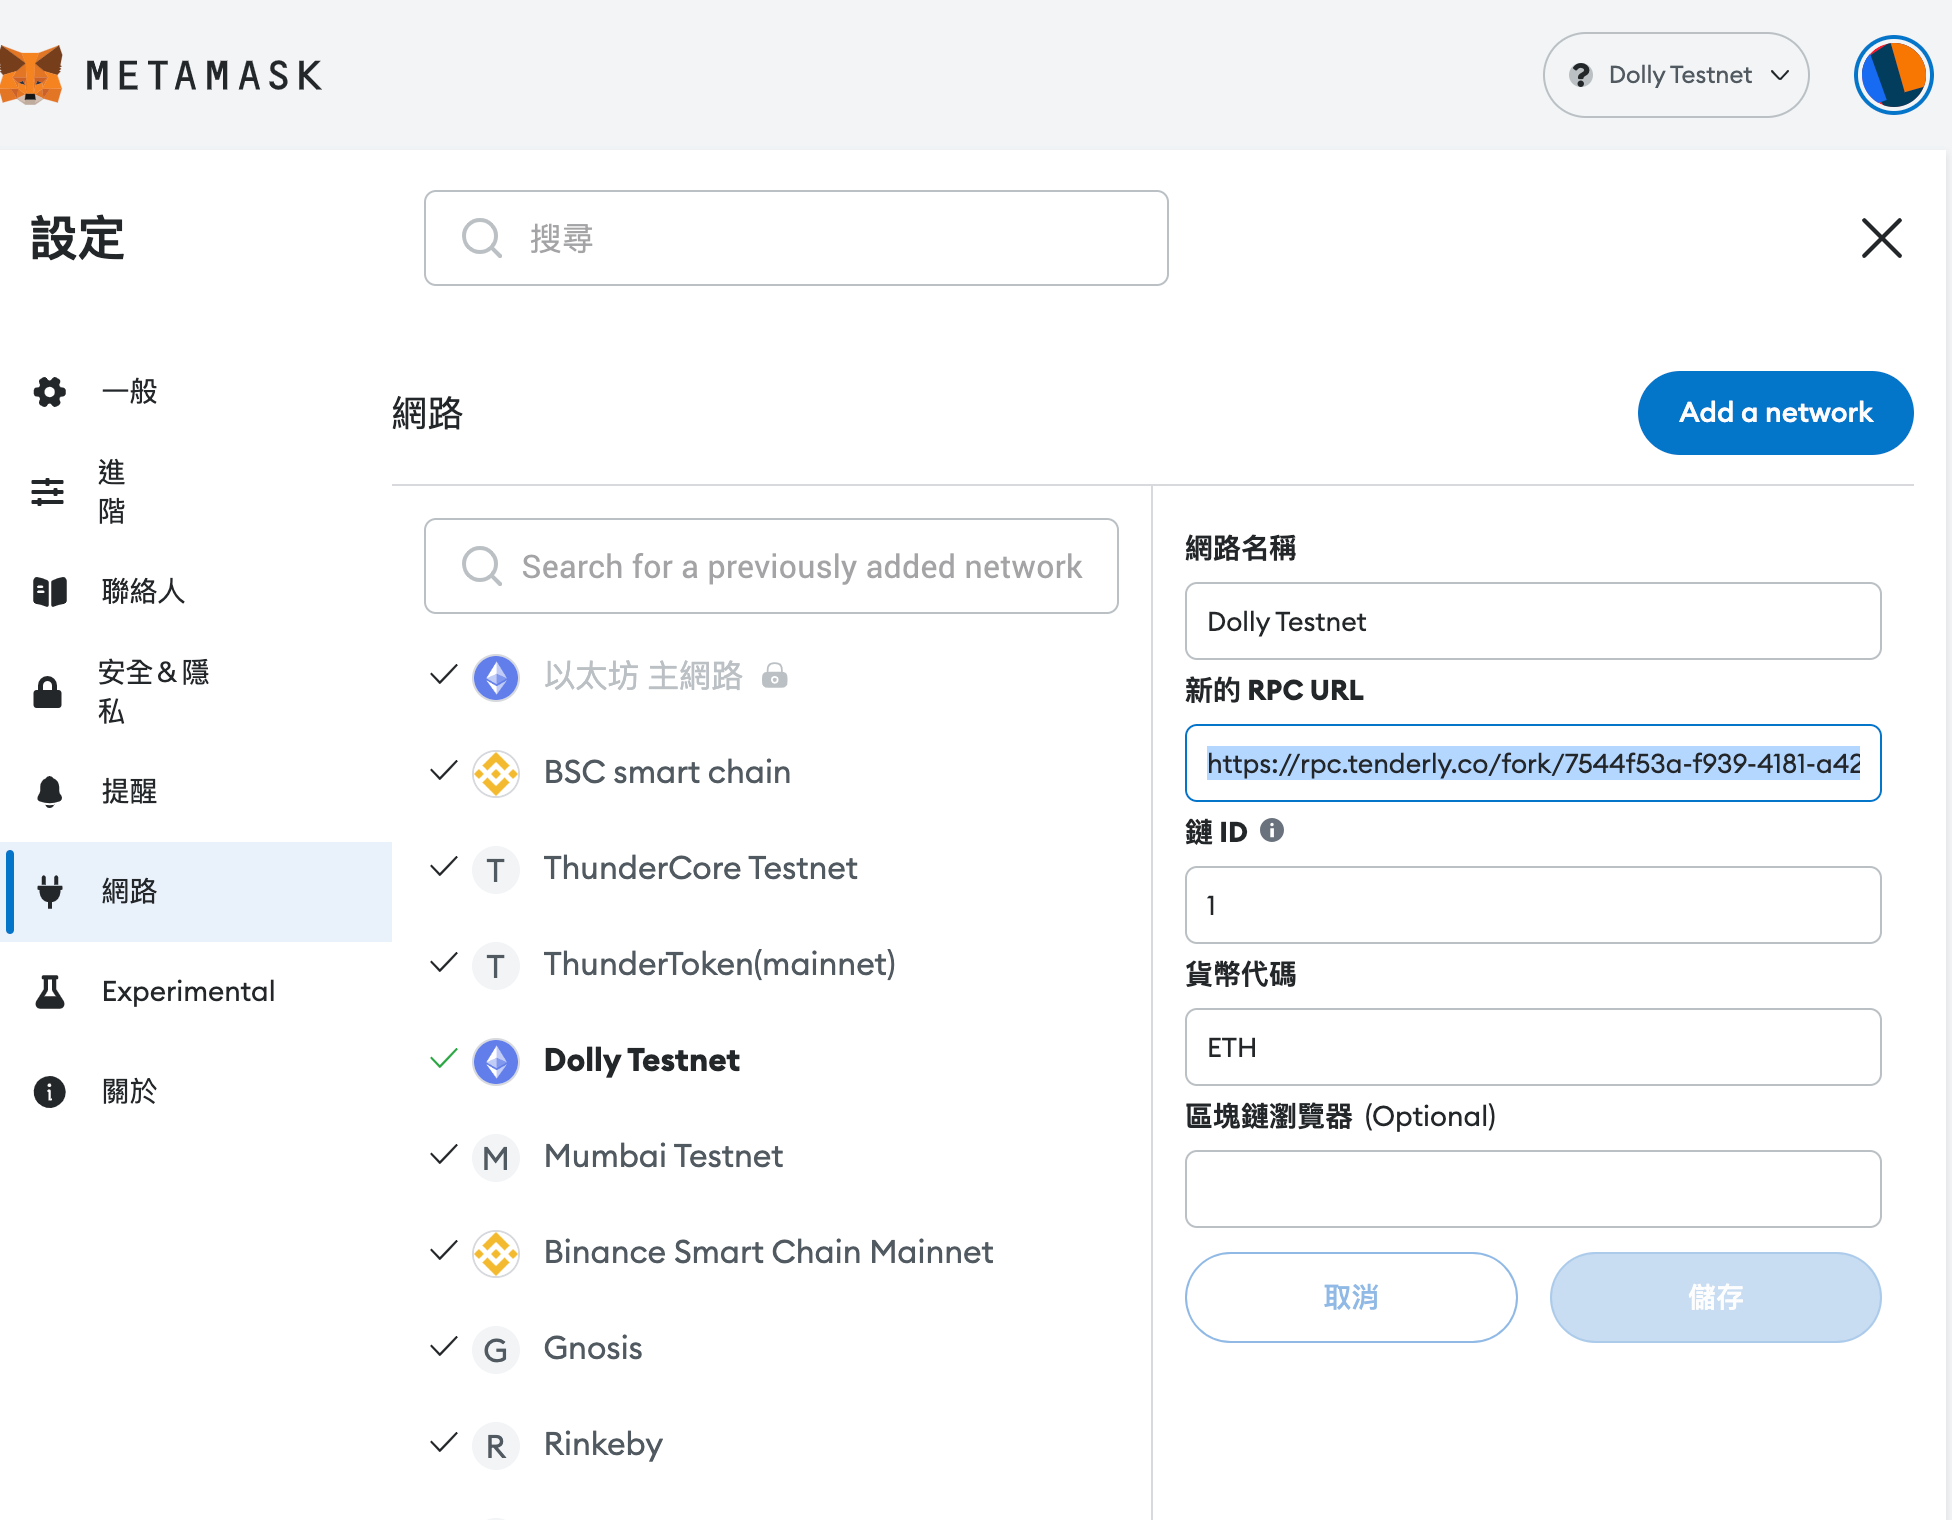 METAMASK
? Dolly Testnet
設定
搜尋
一般
進
階
聯絡人
安全＆隱
私
提醒
網路
Experimental
關於
網路
Add a network
Search for a previously added network
以太坊 主網路
BSC smart chain
T ThunderCore Testnet
T ThunderToken(mainnet)
Dolly Testnet
M Mumbai Testnet
Binance Smart Chain Mainnet
G Gnosis
R Rinkeby
網路名稱
Dolly Testnet
新的 RPC URL
https://rpc.tenderly.co/fork/7544f53a-f939-4181-a42
鏈 ID
1
貨幣代碼
ETH
區塊鏈瀏覽器 (Optional)
取消
儲存